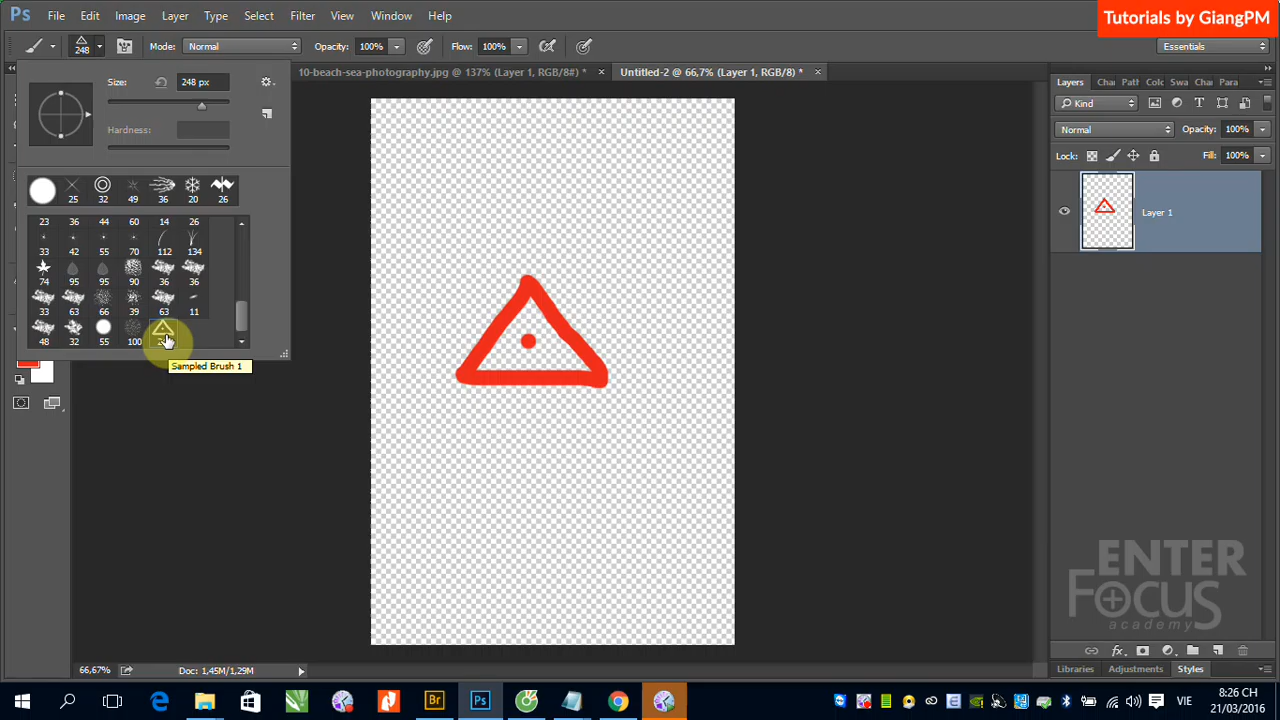 Ps File Edit Image Layer Type Select Filter View Window Help
Tutorials by GiangPM
248 Mode: Normal Opacity: 100% Flow: 100% Essentials
Size: 248 px
Hardness:
10-beach-sea-photography.jpg @ 137% (Layer 1, RGB/8#) * × Untitled-2 @ 66,7% (Layer 1, RGB/8) * ×
Layers Char Path Colc Swa Para
Kind
Normal Opacity: 100%
Lock: Fill: 100%
25 32 49 36 20 26
23 36 44 60 14 26
33 42 55 70 112 134
74 95 95 90 36 36
33 63 66 39 63 11
48 32 55 100
Sampled Brush 1
Layer 1
ENTER
FOCUS
academy
66,67% Doc: 1,45M/1,29M
Libraries Adjustments Styles
Br Ps VIE 8:26 CH
21/03/2016